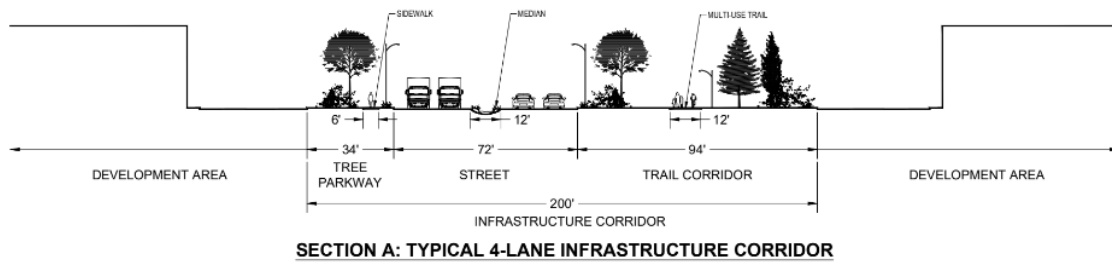 SIDEWALK
MEDIAN
MULTI-USE TRAIL
6'
12'
12'
34'
72'
94'
DEVELOPMENT AREA
TREE
PARKWAY
STREET
TRAIL CORRIDOR
DEVELOPMENT AREA
200'
INFRASTRUCTURE CORRIDOR
SECTION A: TYPICAL 4-LANE INFRASTRUCTURE CORRIDOR